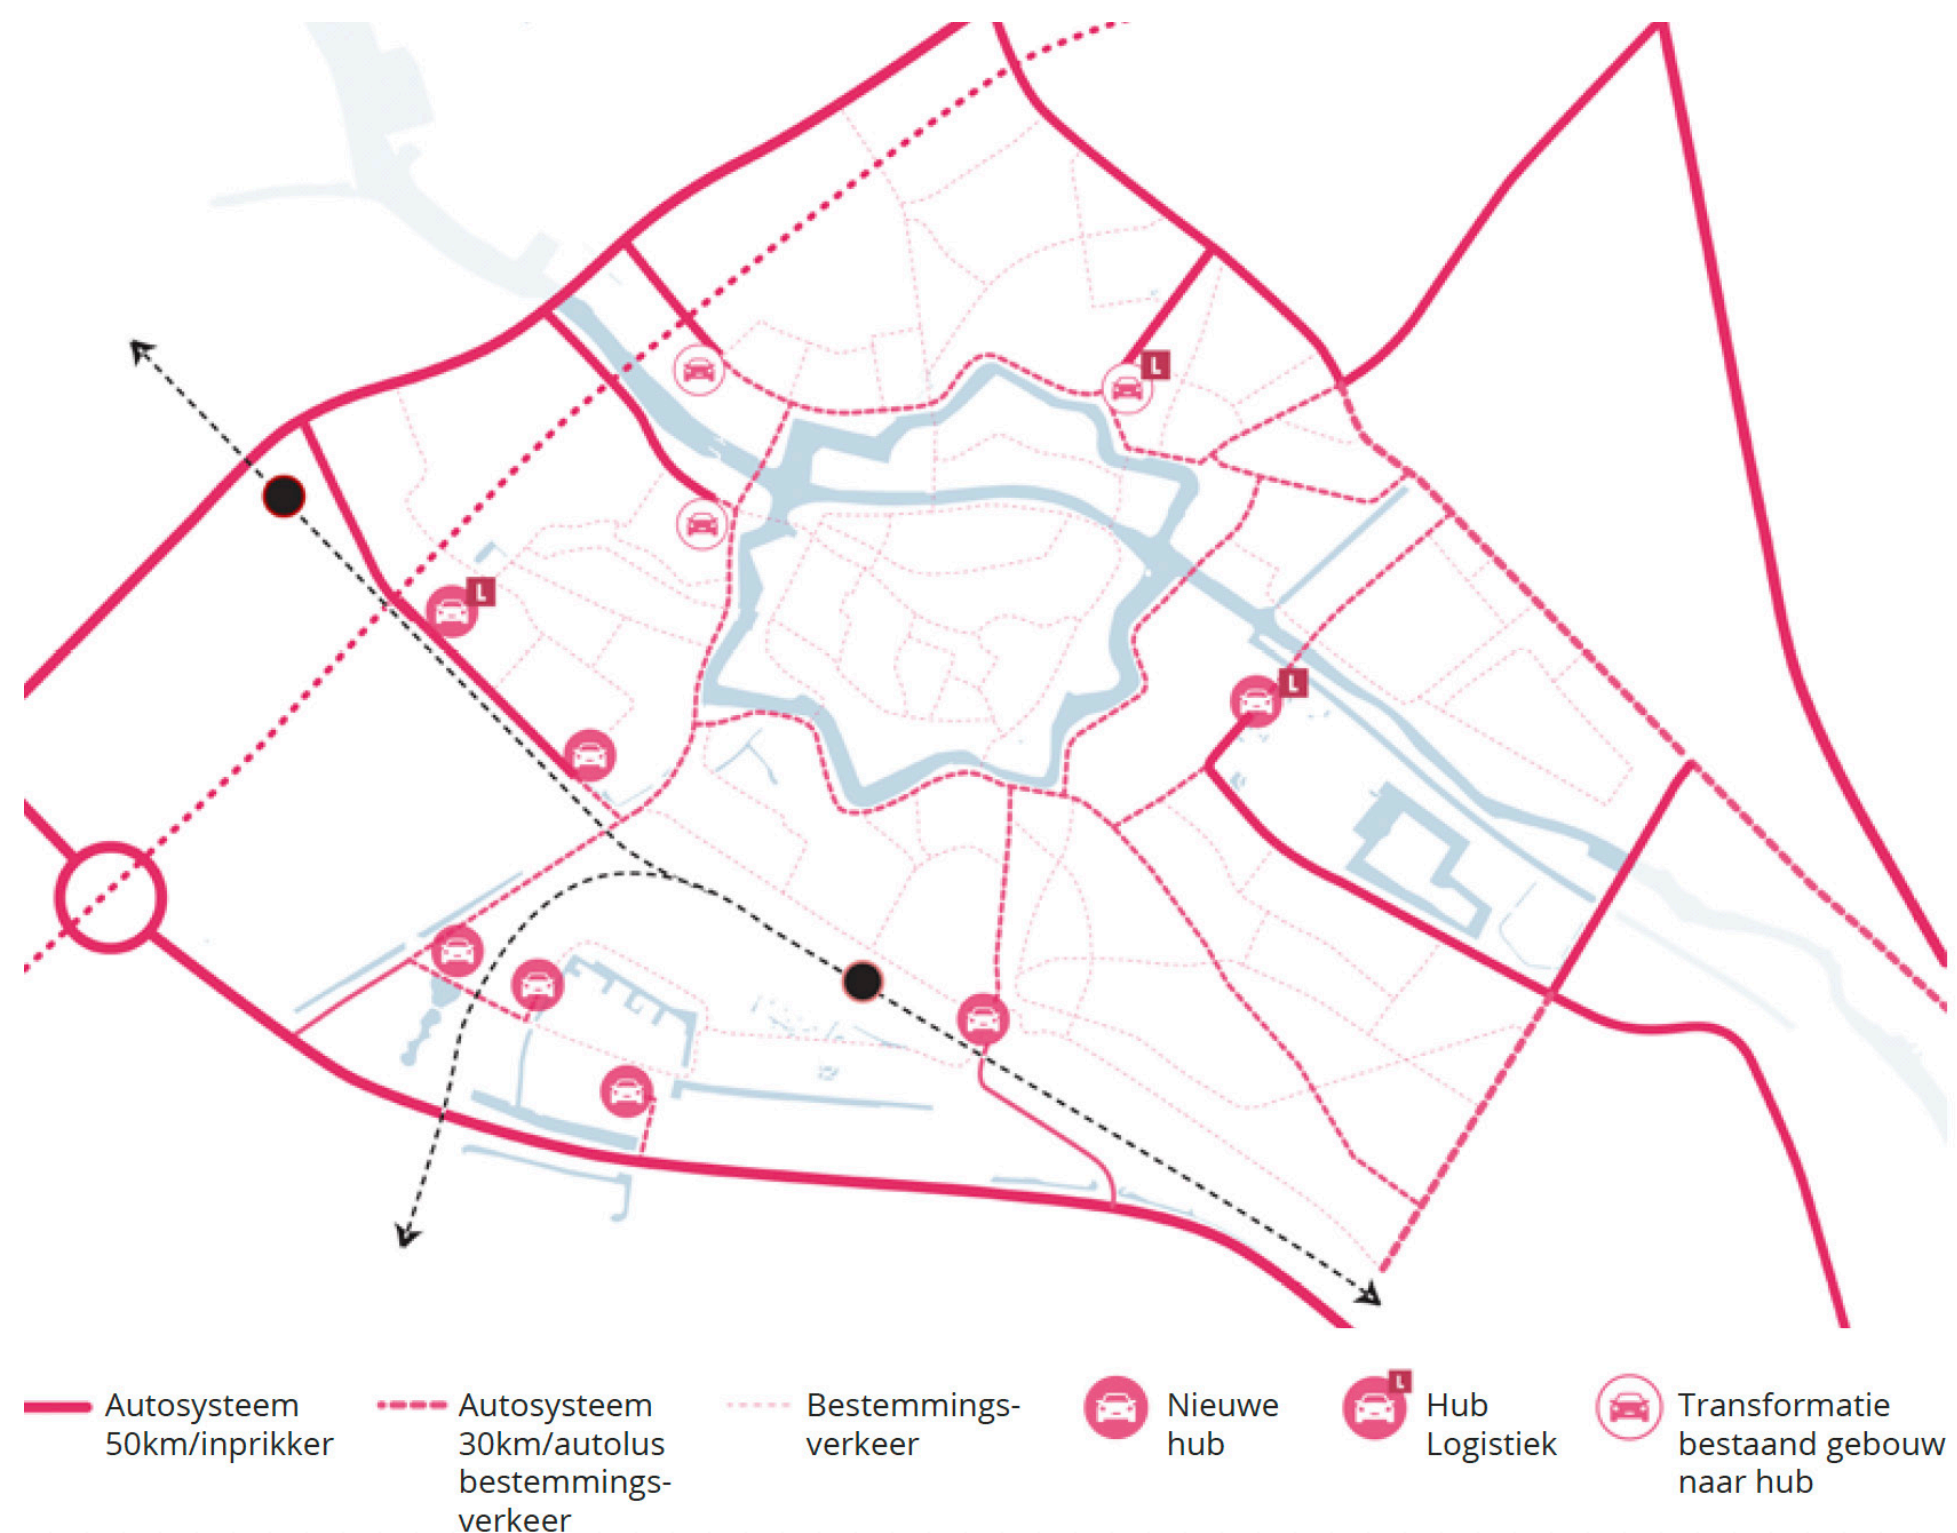 L
L
L
Autosysteem
50km/inprikker
Autosysteem
30km/autolus
bestemmings-
verkeer
Bestemmings-
verkeer
Nieuwe
hub
L
Hub
Logistiek
Transformatie
bestaand gebouw
naar hub